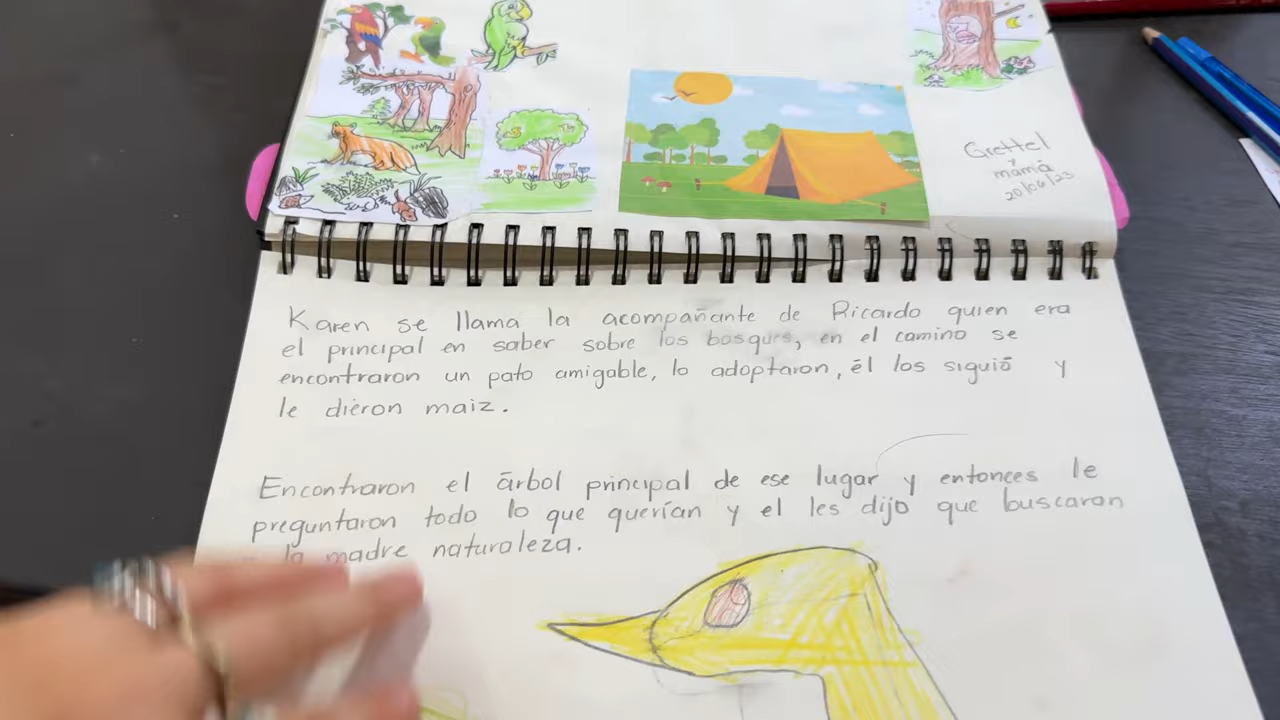 Grettel
y
mamá
20/06/23
Karen se llama la acompañante de Ricardo quien era
el principal en saber sobre los bosques, en el camino se
encontraron un pato amigable, lo adoptaron, él los siguió y
le dieron maiz.
Encontraron el árbol principal de ese lugar y entonces le
preguntaron todo lo que querían y el les dijo que buscaran
la madre naturaleza.